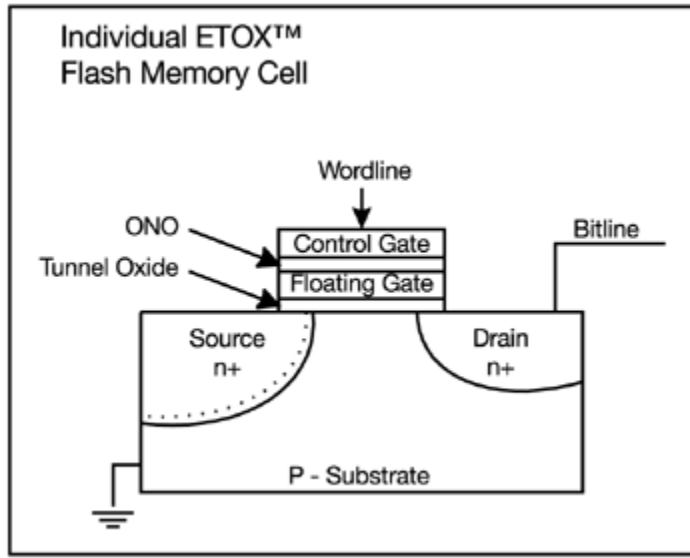 Individual ETOX™
Flash Memory Cell
Wordline
ONO
Control Gate
Bitline
Tunnel Oxide
Floating Gate
Source
n+
Drain
n+
P - Substrate